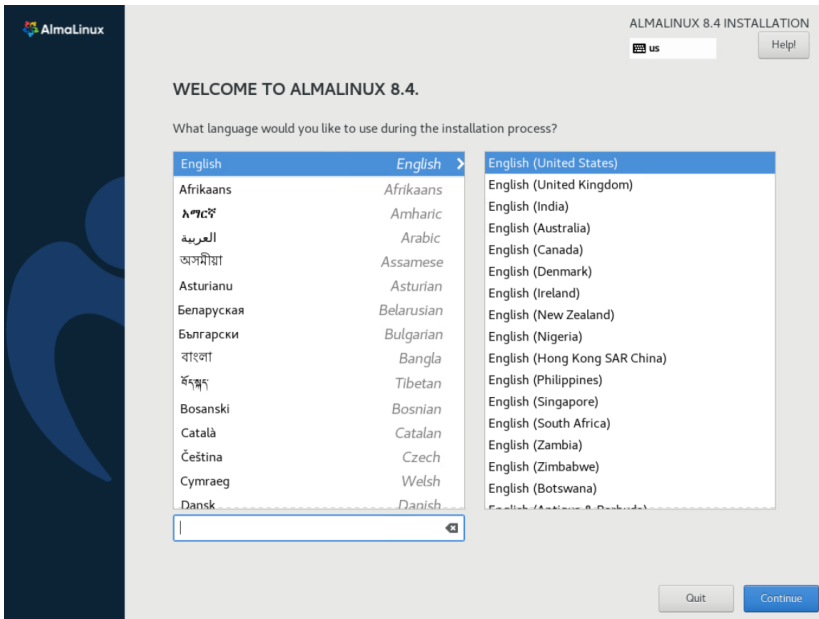 AlmaLinux
ALMALINUX 8.4 INSTALLATION
us
Help!
WELCOME TO ALMALINUX 8.4.
What language would you like to use during the installation process?
English English
Afrikaans Afrikaans
አማርኛ Amharic
العربية Arabic
অসমীয়া Assamese
Asturianu Asturian
Беларуская Belarusian
Български Bulgarian
বাংলা Bangla
བོད་སྐད་ Tibetan
Bosanski Bosnian
Català Catalan
Čeština Czech
Cymraeg Welsh
Dansk Danish
English (United States)
English (United Kingdom)
English (India)
English (Australia)
English (Canada)
English (Denmark)
English (Ireland)
English (New Zealand)
English (Nigeria)
English (Hong Kong SAR China)
English (Philippines)
English (Singapore)
English (South Africa)
English (Zambia)
English (Zimbabwe)
English (Botswana)
English (Antigua & Barbuda)
Quit
Continue